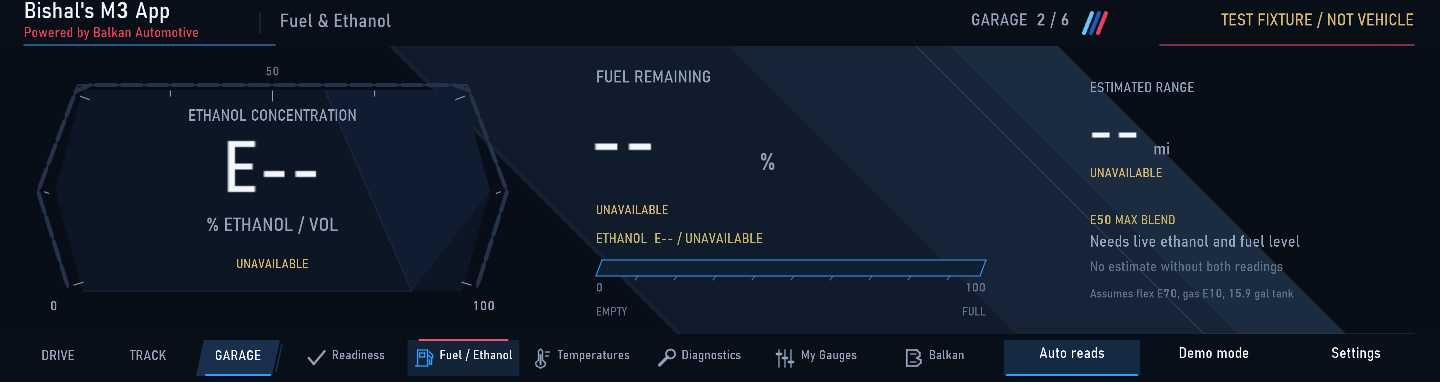 Bishal's M3 App
Powered by Balkan Automotive
Fuel & Ethanol
GARAGE 2 / 6
TEST FIXTURE / NOT VEHICLE
50
ETHANOL CONCENTRATION
E--
% ETHANOL / VOL
UNAVAILABLE
0
100
FUEL REMAINING
-- %
UNAVAILABLE
ETHANOL E-- / UNAVAILABLE
0 100
EMPTY FULL
ESTIMATED RANGE
-- mi
UNAVAILABLE
E50 MAX BLEND
Needs live ethanol and fuel level
No estimate without both readings
Assumes flex E70, gas E10, 15.9 gal tank
DRIVE TRACK GARAGE Readiness Fuel / Ethanol Temperatures Diagnostics My Gauges Balkan Auto reads Demo mode Settings